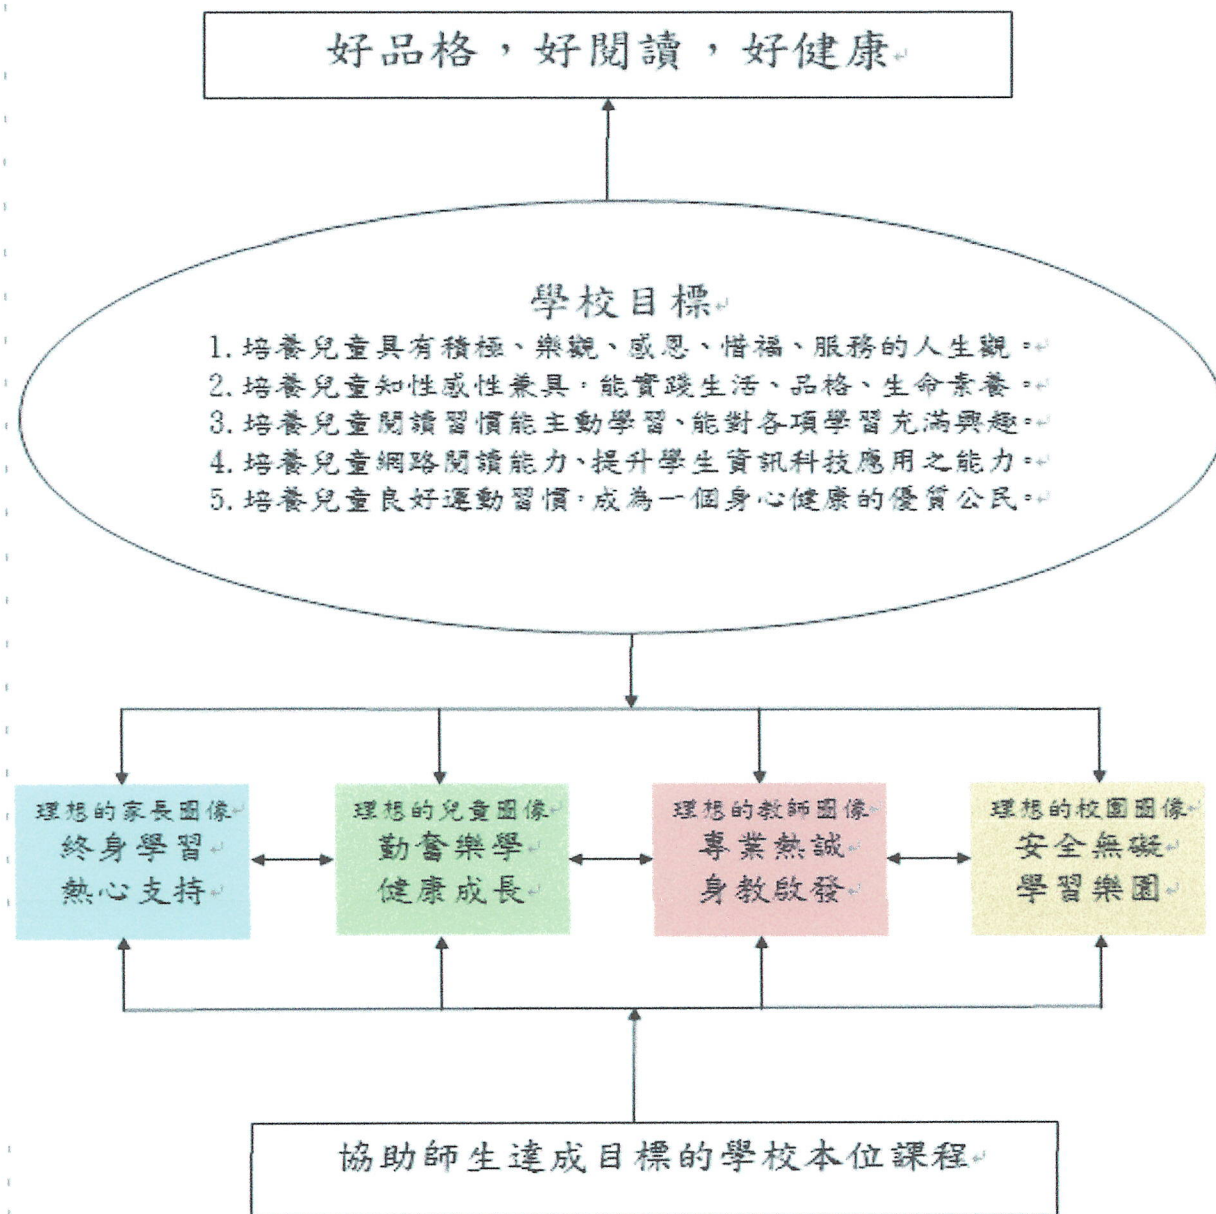 好品格，好閱讀，好健康
學校目標
1.培養兒童具有積極、樂觀、感恩、惜福、服務的人生觀。
2.培養兒童知性感性兼具，能實踐生活、品格、生命素養。
3.培養兒童閱讀習慣能主動學習、能對各項學習充滿興趣。
4.培養兒童網路閱讀能力、提升學生資訊科技應用之能力。
5.培養兒童良好運動習慣，成為一個身心健康的優質公民。
理想的家長圖像
終身學習
熱心支持
理想的兒童圖像
勤奮樂學
健康成長
理想的教師圖像
專業熱誠
身教啟發
理想的校園圖像
安全無礙
學習樂園
協助師生達成目標的學校本位課程